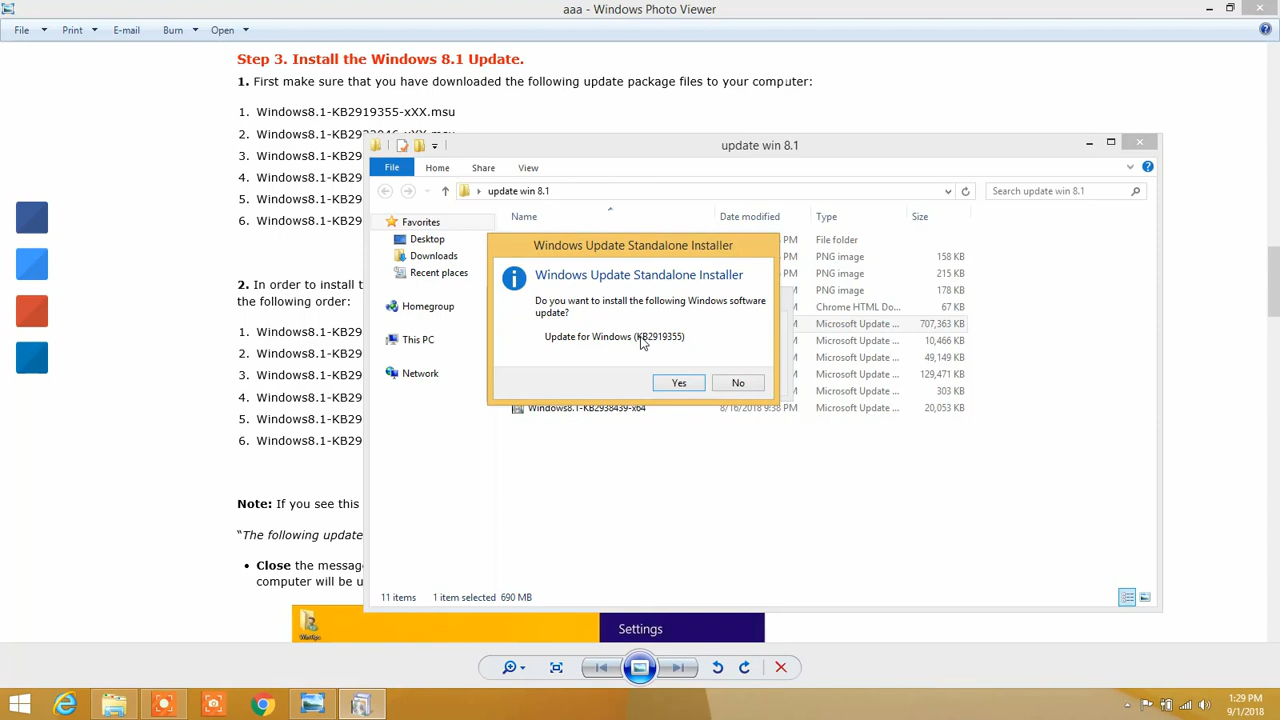 aaa - Windows Photo Viewer
File Print E-mail Burn Open
Step 3. Install the Windows 8.1 Update.
1. First make sure that you have downloaded the following update package files to your computer:
1. Windows8.1-KB2919355-xXX.msu
2.
3. Windows8.1-KB29
4. Windows8.1-KB29
5. Windows8.1-KB29
6. Windows8.1-KB29
2. In order to install t
the following order:
1. Windows8.1-KB29
2. Windows8.1-KB29
3. Windows8.1-KB29
4. Windows8.1-KB29
5. Windows8.1-KB29
6. Windows8.1-KB29
Note: If you see this
"The following update
• Close the message
computer will be u
Settings
update win 8.1
File Home Share View
update win 8.1
Search update win 8.1
Favorites
Desktop
Downloads
Recent places
Homegroup
This PC
Network
Name Date modified Type Size
PM File folder
PM PNG image 158 KB
PNG image 215 KB
PNG image 178 KB
Chrome HTML Do... 67 KB
Microsoft Update ... 707,363 KB
Microsoft Update ... 10,466 KB
Microsoft Update ... 49,149 KB
Microsoft Update ... 129,471 KB
Microsoft Update ... 303 KB
Windows8.1-KB2938439-x64 8/16/2018 9:38 PM Microsoft Update ... 20,053 KB
11 items 1 item selected 690 MB
Windows Update Standalone Installer
Windows Update Standalone Installer
Do you want to install the following Windows software
update?
Update for Windows (KB2919355)
Yes No
1:29 PM
9/1/2018